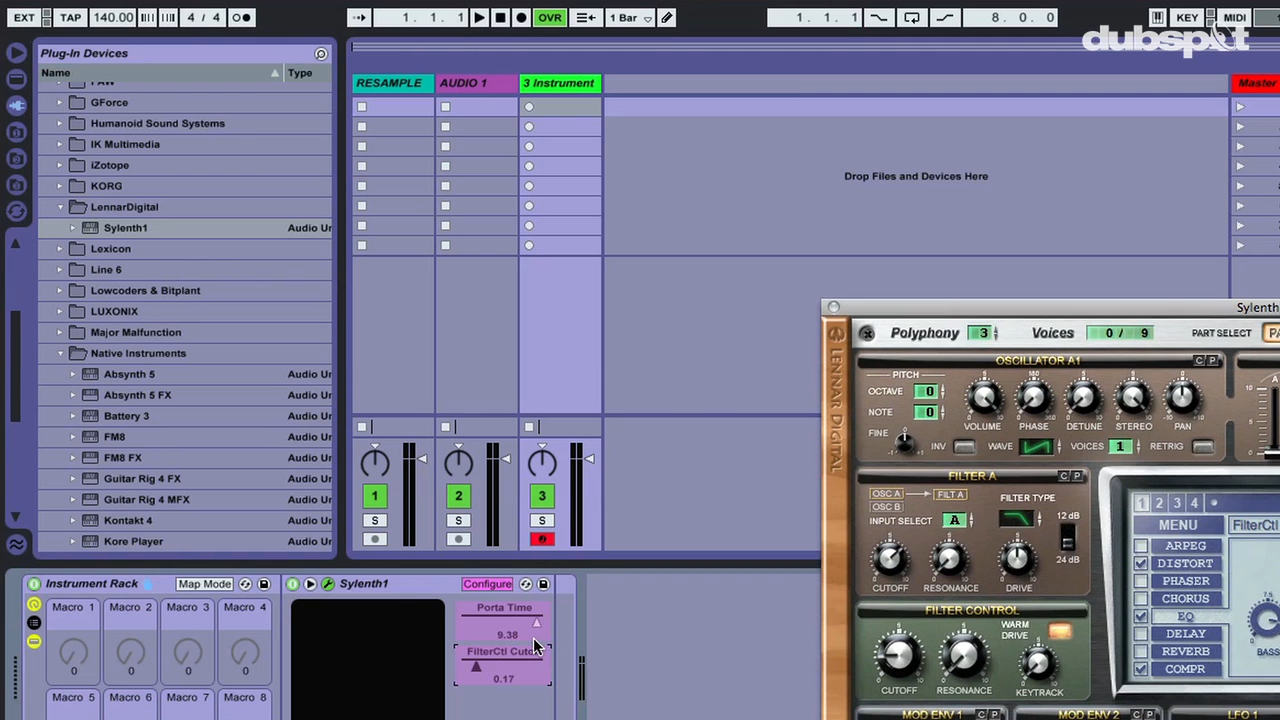 EXT TAP 140.00 4 / 4 1. 1. 1 OVR 1 Bar 1. 1. 1 8. 0. 0 KEY MIDI
dubspot
Plug-In Devices
Name Type
RESAMPLE AUDIO 1 3 Instrument Master
GForce
Humanoid Sound Systems
IK Multimedia
iZotope
KORG
LennarDigital
Sylenth1 Audio Ur
Lexicon
Line 6
Lowcoders & Bitplant
LUXONIX
Major Malfunction
Native Instruments
Absynth 5 Audio Ur
Absynth 5 FX Audio Ur
Battery 3 Audio Ur
FM8 Audio Ur
FM8 FX Audio Ur
Guitar Rig 4 FX Audio Ur
Guitar Rig 4 MFX Audio Ur
Kontakt 4 Audio Ur
Kore Player Audio Ur
Drop Files and Devices Here
1 2 3
S S S
Sylenth
Polyphony 3 Voices 0 / 9 PART SELECT
LENNAR DIGITAL
OSCILLATOR A1 C P
PITCH
OCTAVE 0
NOTE 0
FINE
VOLUME PHASE DETUNE STEREO PAN
INV WAVE VOICES 1 RETRIG
FILTER A C P
OSC A FILT A
OSC B
INPUT SELECT A
FILTER TYPE
12 dB
24 dB
CUTOFF RESONANCE DRIVE
FILTER CONTROL
WARM
DRIVE
CUTOFF RESONANCE KEYTRACK
MOD ENV 1 C P MOD ENV 2 C P LFO 1
1 2 3 4
MENU FilterCtl
ARPEG
DISTORT
PHASER
CHORUS
EQ
DELAY
REVERB
COMPR
7.5
BASS
Instrument Rack Map Mode
Macro 1 Macro 2 Macro 3 Macro 4
0 0 0 0
Macro 5 Macro 6 Macro 7 Macro 8
Sylenth1 Configure
Porta Time
9.38
FilterCtl Cuto
0.17